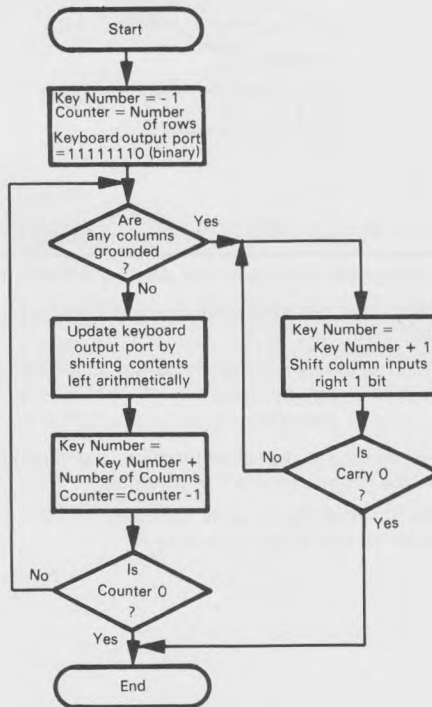 Start
Key Number = - 1
Counter = Number
of rows
Keyboard output port
= 11111110 (binary)
Are
any columns
grounded
?
Yes
No
Update keyboard
output port by
shifting contents
left arithmetically
Key Number =
Key Number +
Number of Columns
Counter = Counter - 1
Is
Counter 0
?
No
Yes
End
Key Number =
Key Number + 1
Shift column inputs
right 1 bit
Is
Carry 0
?
No
Yes